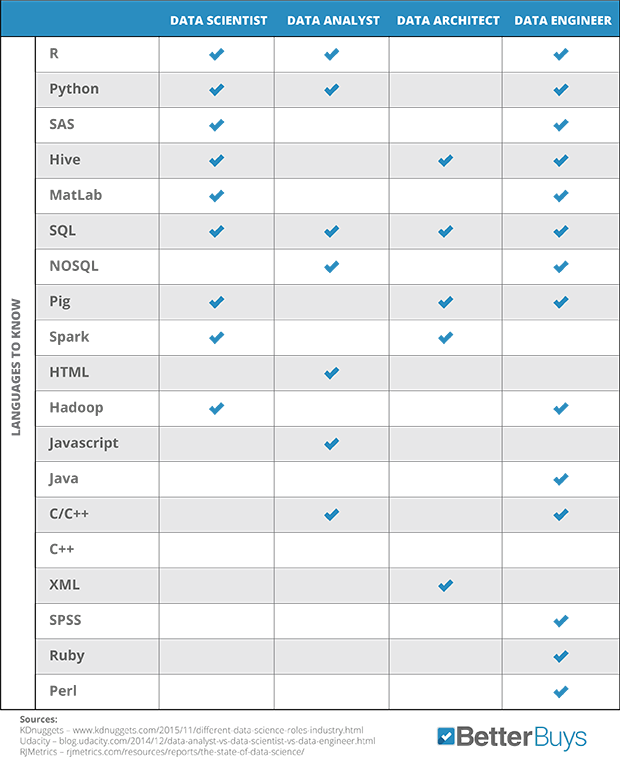 DATA SCIENTIST DATA ANALYST DATA ARCHITECT DATA ENGINEER
LANGUAGES TO KNOW
R ✔ ✔ ✔
Python ✔ ✔ ✔
SAS ✔ ✔
Hive ✔ ✔ ✔
MatLab ✔ ✔
SQL ✔ ✔ ✔ ✔
NOSQL ✔ ✔
Pig ✔ ✔ ✔
Spark ✔ ✔
HTML ✔
Hadoop ✔ ✔
Javascript ✔
Java ✔
C/C++ ✔ ✔
C++
XML ✔
SPSS ✔
Ruby ✔
Perl ✔
Sources:
KDnuggets – www.kdnuggets.com/2015/11/different-data-science-roles-industry.html
Udacity – blog.udacity.com/2014/12/data-analyst-vs-data-scientist-vs-data-engineer.html
RJMetrics – rjmetrics.com/resources/reports/the-state-of-data-science/
BetterBuys